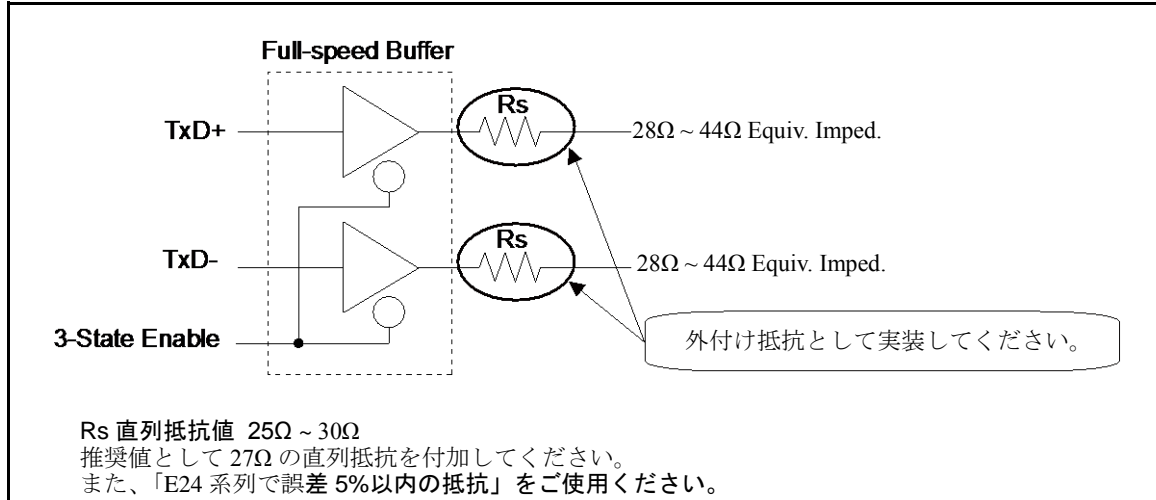 Full-speed Buffer
TxD+
Rs
28Ω ~ 44Ω Equiv. Imped.
TxD-
Rs
28Ω ~ 44Ω Equiv. Imped.
3-State Enable
外付け抵抗として実装してください。
Rs 直列抵抗値 25Ω ~ 30Ω
推奨値として 27Ω の直列抵抗を付加してください。
また、「E24 系列で誤差 5%以内の抵抗」をご使用ください。